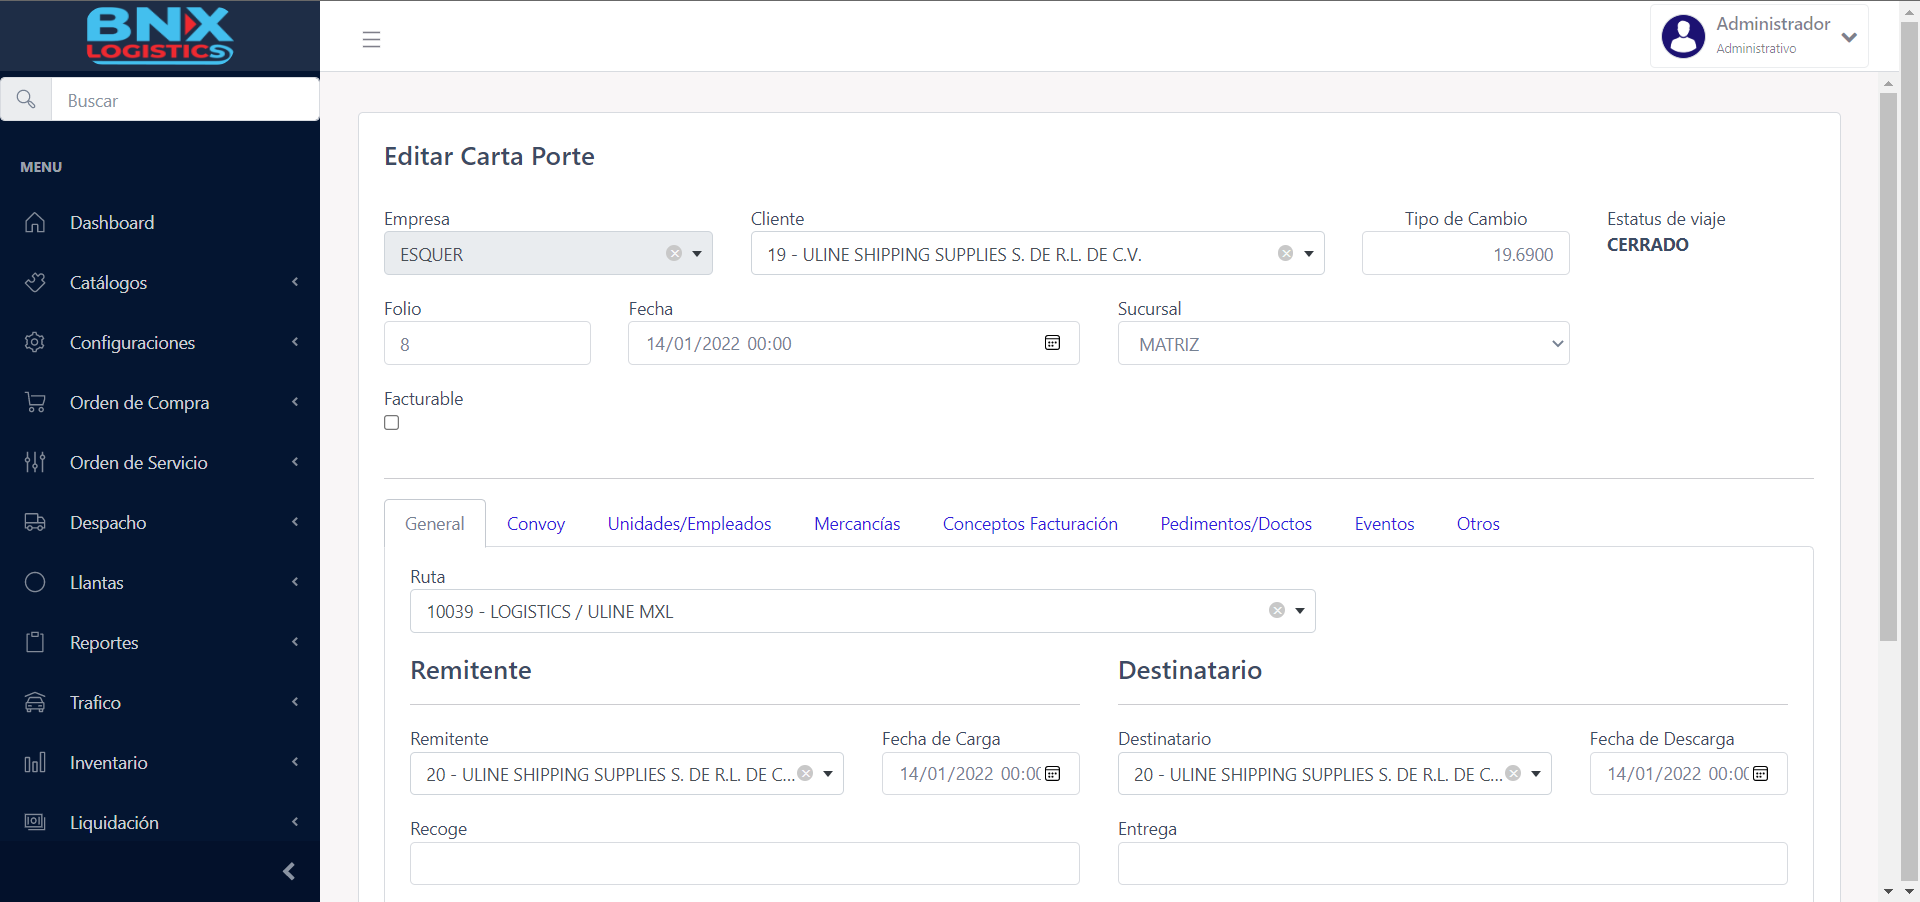 BNX
LOGISTICS
Administrador
Administrativo
Buscar
MENU
Dashboard
Catálogos
Configuraciones
Orden de Compra
Orden de Servicio
Despacho
Llantas
Reportes
Trafico
Inventario
Liquidación
Editar Carta Porte
Empresa
ESQUER
Cliente
19 - ULINE SHIPPING SUPPLIES S. DE R.L. DE C.V.
Tipo de Cambio
19.6900
Estatus de viaje
CERRADO
Folio
8
Fecha
14/01/2022 00:00
Sucursal
MATRIZ
Facturable
General Convoy Unidades/Empleados Mercancías Conceptos Facturación Pedimentos/Doctos Eventos Otros
Ruta
10039 - LOGISTICS / ULINE MXL
Remitente
Remitente
20 - ULINE SHIPPING SUPPLIES S. DE R.L. DE C...
Fecha de Carga
14/01/2022 00:00
Recoge
Destinatario
Destinatario
20 - ULINE SHIPPING SUPPLIES S. DE R.L. DE C...
Fecha de Descarga
14/01/2022 00:00
Entrega